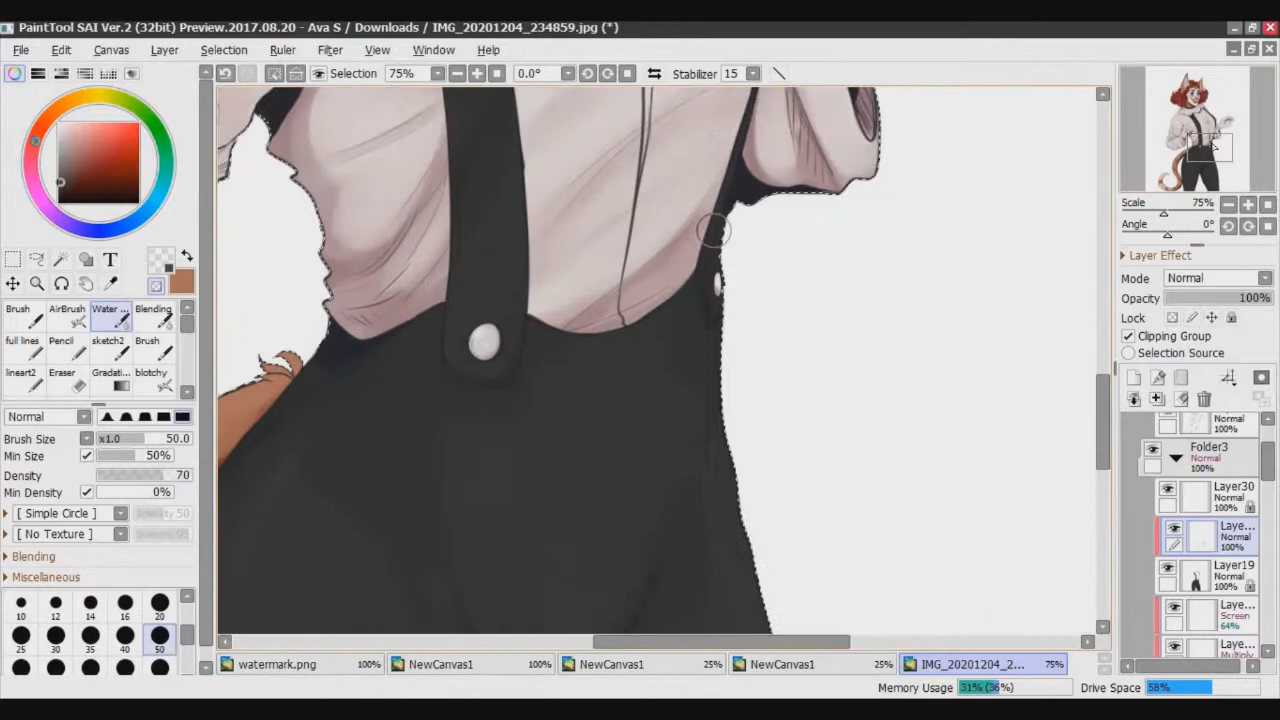 PaintTool SAI Ver.2 (32bit) Preview.2017.08.20 - Ava S / Downloads / IMG_20201204_234859.jpg (*)
File Edit Canvas Layer Selection Ruler Filter View Window Help
Selection 75% 0.0° Stabilizer 15
Scale 75%
Angle 0°
Layer Effect
Mode Normal
Opacity 100%
Lock
Clipping Group
Selection Source
T
Brush AirBrush Water ... Blending
full lines Pencil sketch2 Brush
lineart2 Eraser Gradati... blotchy
Normal
Brush Size x1.0 50.0
Min Size 50%
Density 70
Min Density 0%
[ Simple Circle ] Intensity 50
[ No Texture ] Intensity 95
Blending
Miscellaneous
10 12 14 16 20
25 30 35 40 50
Normal
100%
Folder3
Normal
100%
Layer30
Normal
100%
Laye...
Normal
100%
Layer19
Normal
100%
Laye...
Screen
64%
Laye...
Multiply
watermark.png 100% NewCanvas1 100% NewCanvas1 25% NewCanvas1 25% IMG_20201204_2... 75%
Memory Usage 31% (36%) Drive Space 58%